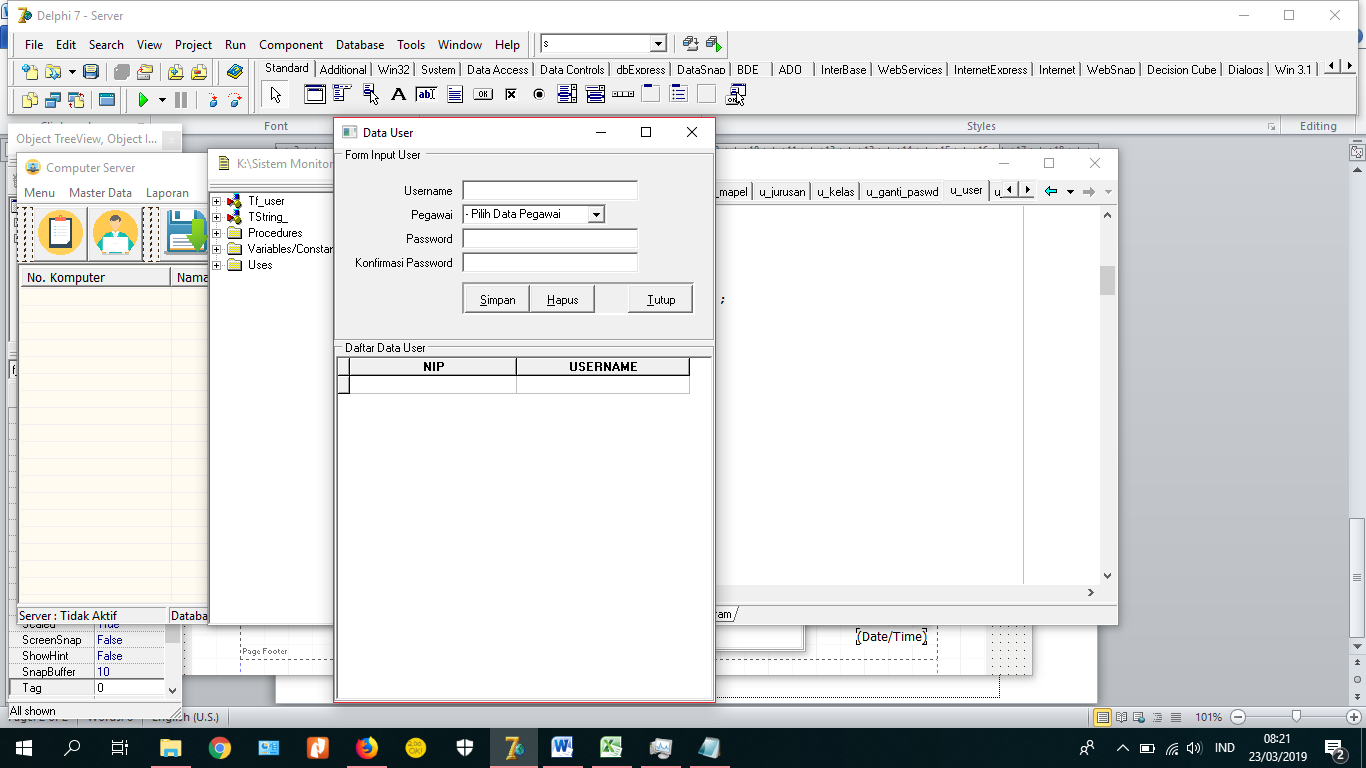 Delphi 7 - Server
File Edit Search View Project Run Component Database Tools Window Help
s
Standard Additional Win32 System Data Access Data Controls dbExpress DataSnap BDE ADO InterBase WebServices InternetExpress Internet WebSnap Decision Cube Dialogs Win 3.1
Font
Styles
Editing
Object TreeView, Object I...
Computer Server
Menu Master Data Laporan
No. Komputer
Server : Tidak Aktif
ScreenSnap False
ShowHint False
SnapBuffer 10
Tag 0
All shown
K:\Sistem Monitor
Tf_user
TString_
Procedures
Uses
_mapel u_jurusan u_kelas u_ganti_paswd u_user
;
Data User
Form Input User
Username
Pegawai - Pilih Data Pegawai
Password
Konfirmasi Password
OK
Simpan Hapus Tutup
Daftar Data User
NIP USERNAME
Page Footer
(Date/Time)
English (U.S.)
101%
IND
08:21
23/03/2019
2